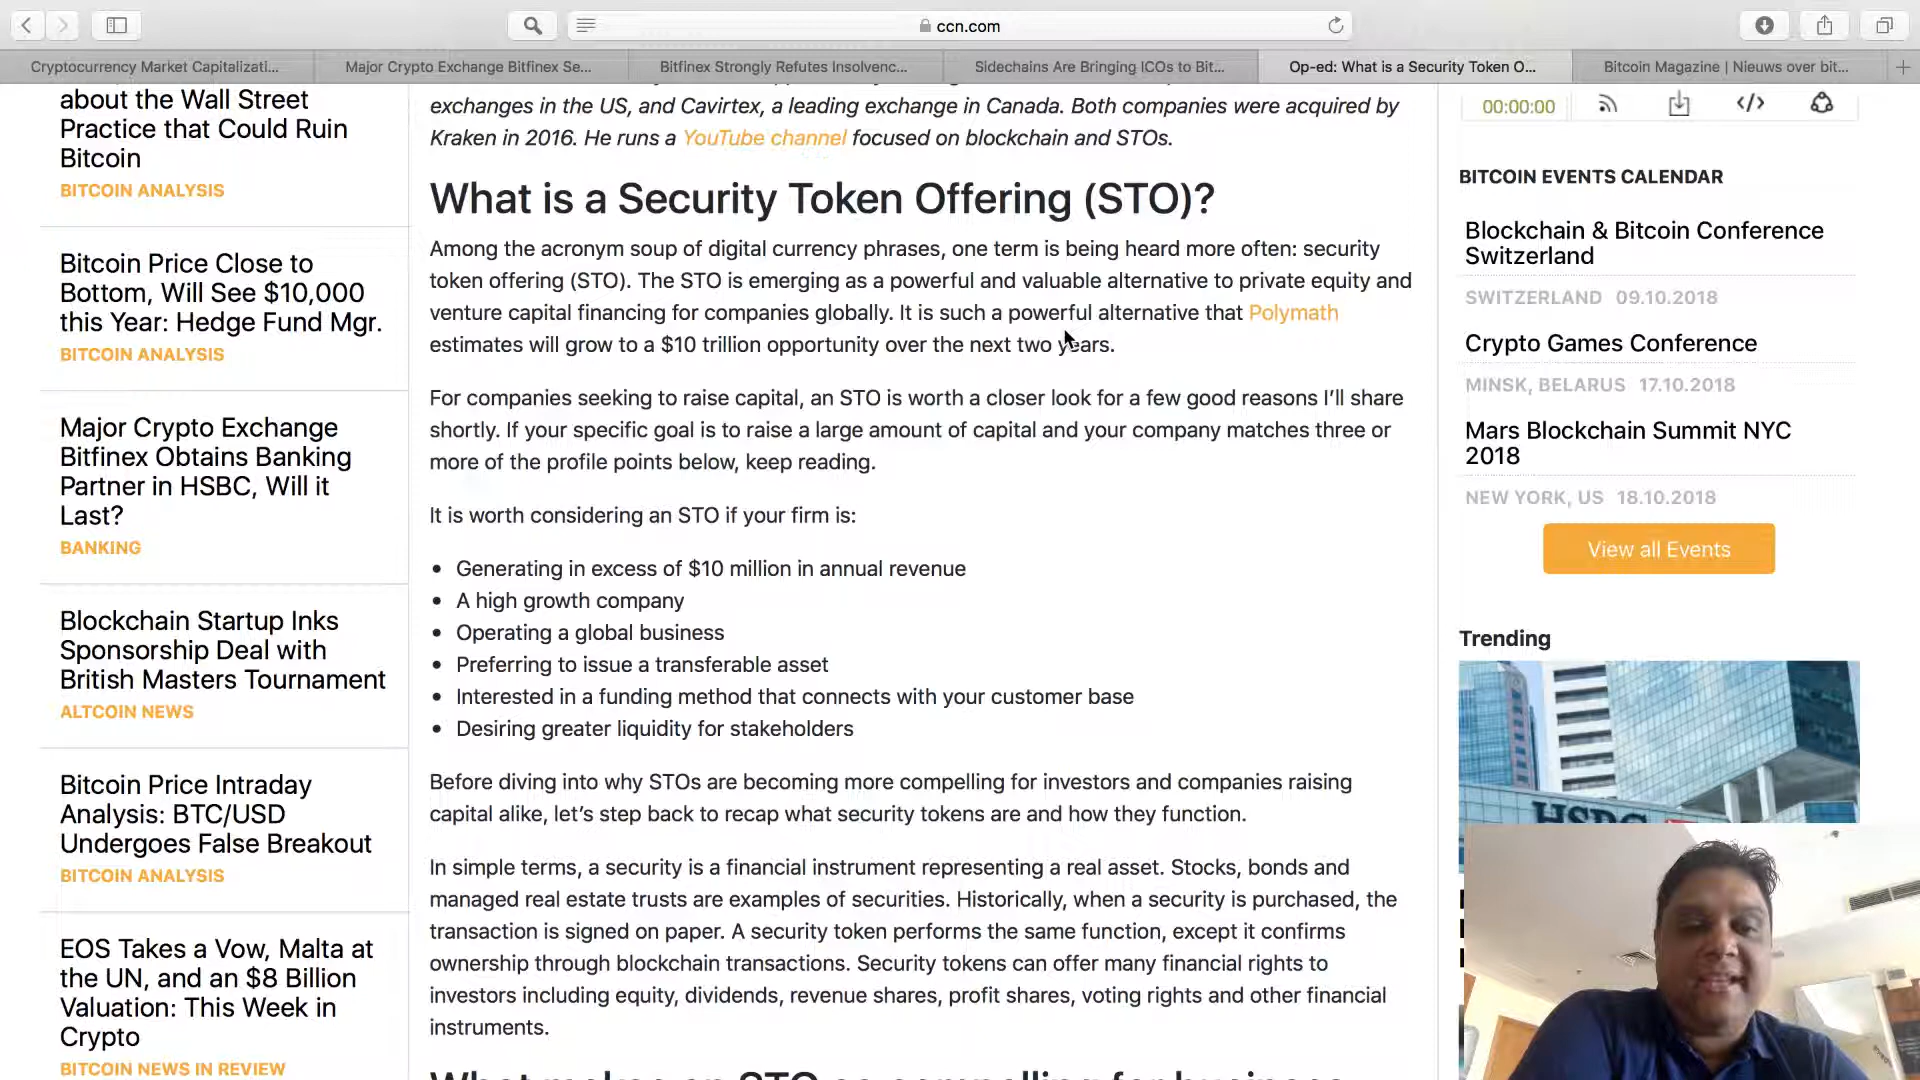 ccn.com
Cryptocurrency Market Capitalizati...
Major Crypto Exchange Bitfinex Se...
Bitfinex Strongly Refutes Insolvenc...
Sidechains Are Bringing ICOs to Bit...
Op-ed: What is a Security Token O...
Bitcoin Magazine | Nieuws over bit...
about the Wall Street
Practice that Could Ruin
Bitcoin
BITCOIN ANALYSIS
Bitcoin Price Close to
Bottom, Will See $10,000
this Year: Hedge Fund Mgr.
BITCOIN ANALYSIS
Major Crypto Exchange
Bitfinex Obtains Banking
Partner in HSBC, Will it
Last?
BANKING
Blockchain Startup Inks
Sponsorship Deal with
British Masters Tournament
ALTCOIN NEWS
Bitcoin Price Intraday
Analysis: BTC/USD
Undergoes False Breakout
BITCOIN ANALYSIS
EOS Takes a Vow, Malta at
the UN, and an $8 Billion
Valuation: This Week in
Crypto
BITCOIN NEWS IN REVIEW
exchanges in the US, and Cavirtex, a leading exchange in Canada. Both companies were acquired by
Kraken in 2016. He runs a YouTube channel focused on blockchain and STOs.
What is a Security Token Offering (STO)?
Among the acronym soup of digital currency phrases, one term is being heard more often: security
token offering (STO). The STO is emerging as a powerful and valuable alternative to private equity and
venture capital financing for companies globally. It is such a powerful alternative that Polymath
estimates will grow to a $10 trillion opportunity over the next two years.
For companies seeking to raise capital, an STO is worth a closer look for a few good reasons I’ll share
shortly. If your specific goal is to raise a large amount of capital and your company matches three or
more of the profile points below, keep reading.
It is worth considering an STO if your firm is:
• Generating in excess of $10 million in annual revenue
• A high growth company
• Operating a global business
• Preferring to issue a transferable asset
• Interested in a funding method that connects with your customer base
• Desiring greater liquidity for stakeholders
Before diving into why STOs are becoming more compelling for investors and companies raising
capital alike, let’s step back to recap what security tokens are and how they function.
In simple terms, a security is a financial instrument representing a real asset. Stocks, bonds and
managed real estate trusts are examples of securities. Historically, when a security is purchased, the
transaction is signed on paper. A security token performs the same function, except it confirms
ownership through blockchain transactions. Security tokens can offer many financial rights to
investors including equity, dividends, revenue shares, profit shares, voting rights and other financial
instruments.
What makes an STO so compelling for business
00:00:00
BITCOIN EVENTS CALENDAR
Blockchain & Bitcoin Conference
Switzerland
SWITZERLAND 09.10.2018
Crypto Games Conference
MINSK, BELARUS 17.10.2018
Mars Blockchain Summit NYC
2018
NEW YORK, US 18.10.2018
View all Events
Trending
HSBC